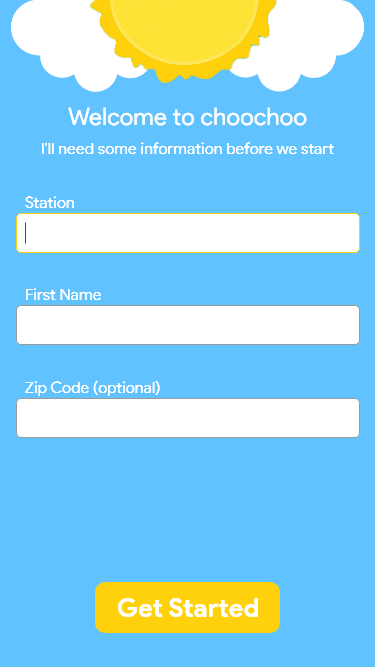 Welcome to choochoo
I'll need some information before we start
Station
First Name
Zip Code (optional)
Get Started